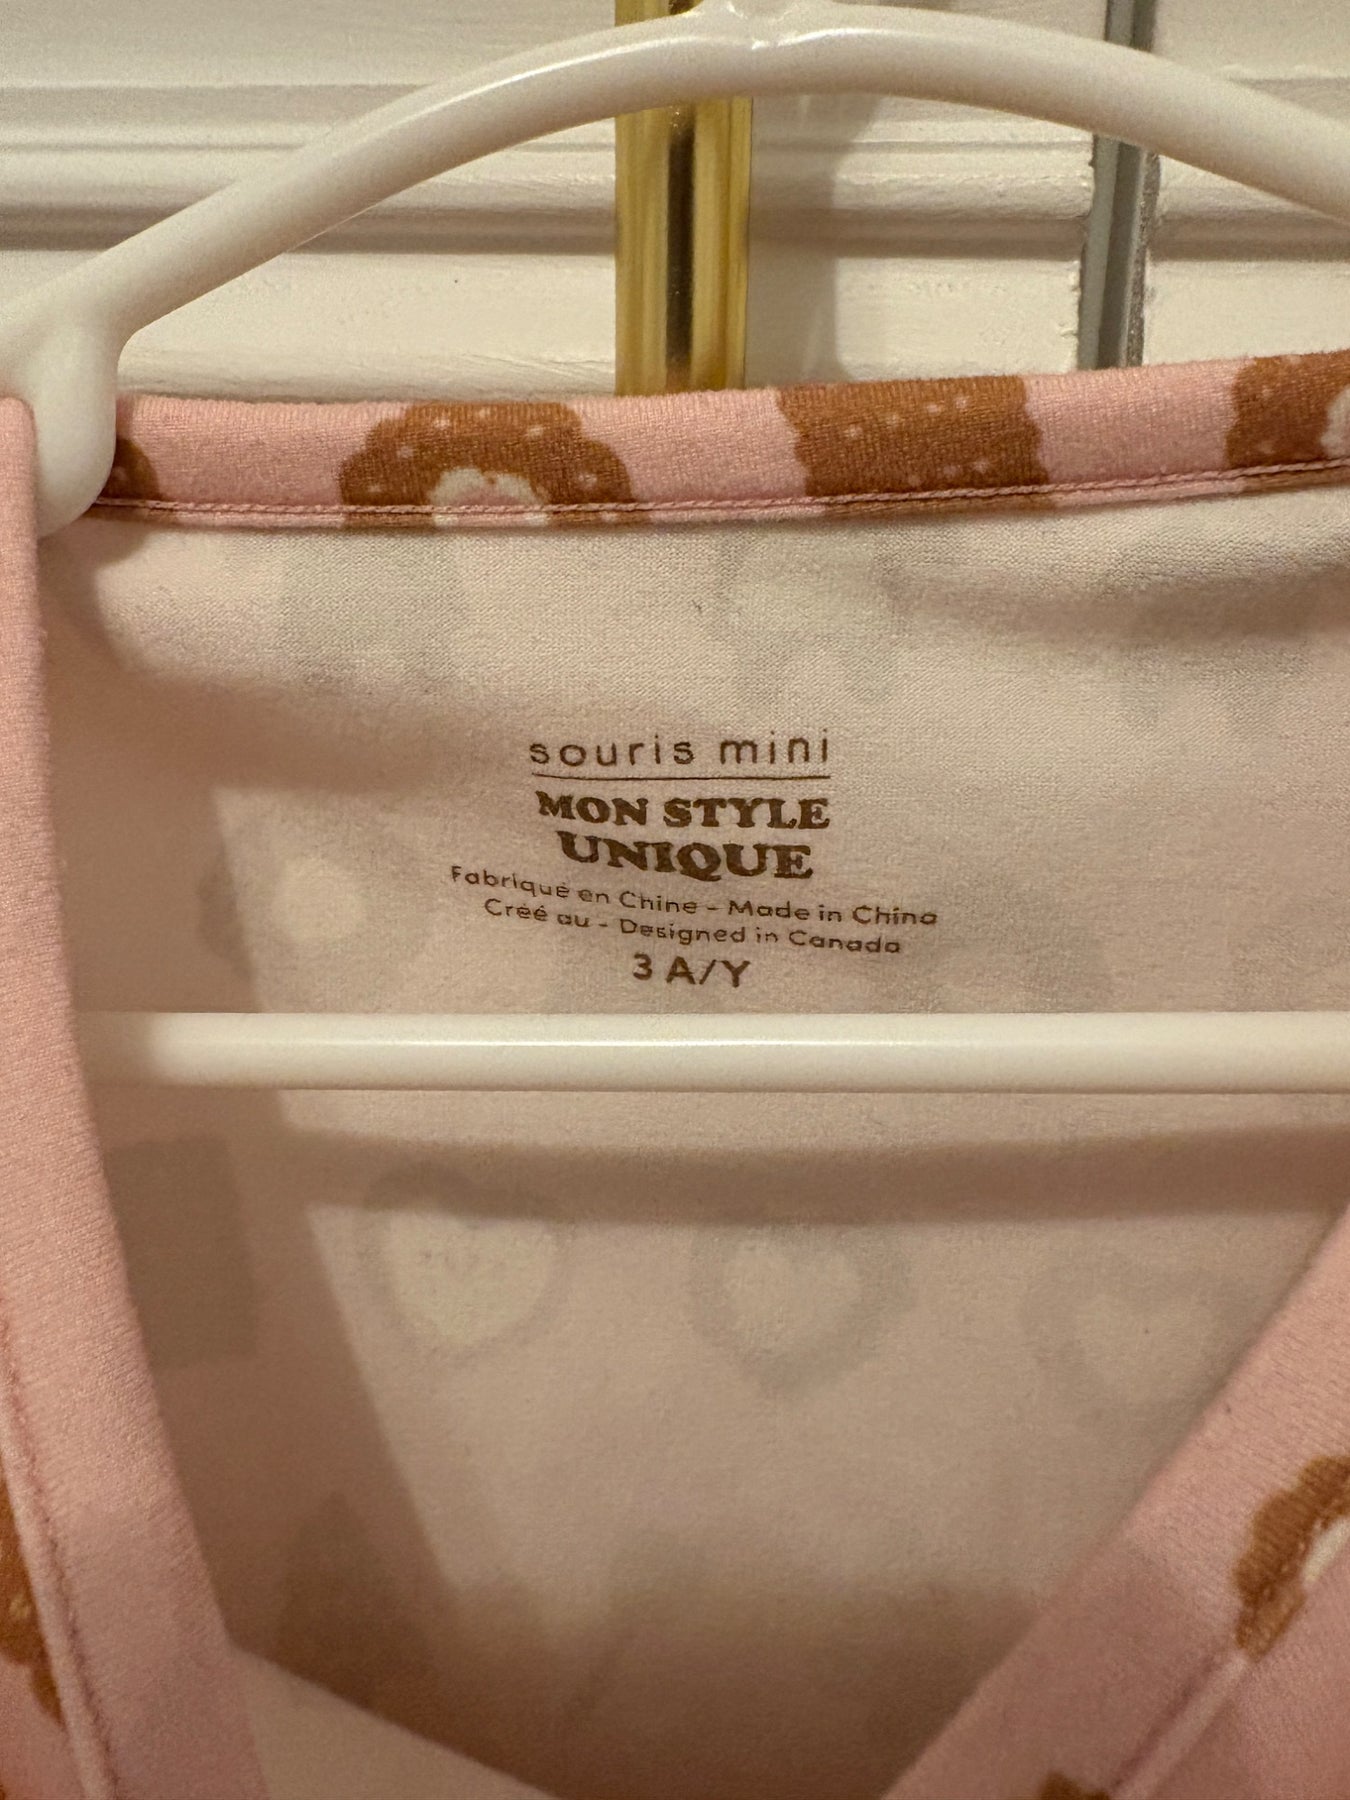 souris mini
MON STYLE
UNIQUE
Fabriqué en Chine - Made in China
Créé au - Designed in Canada
3 A/Y